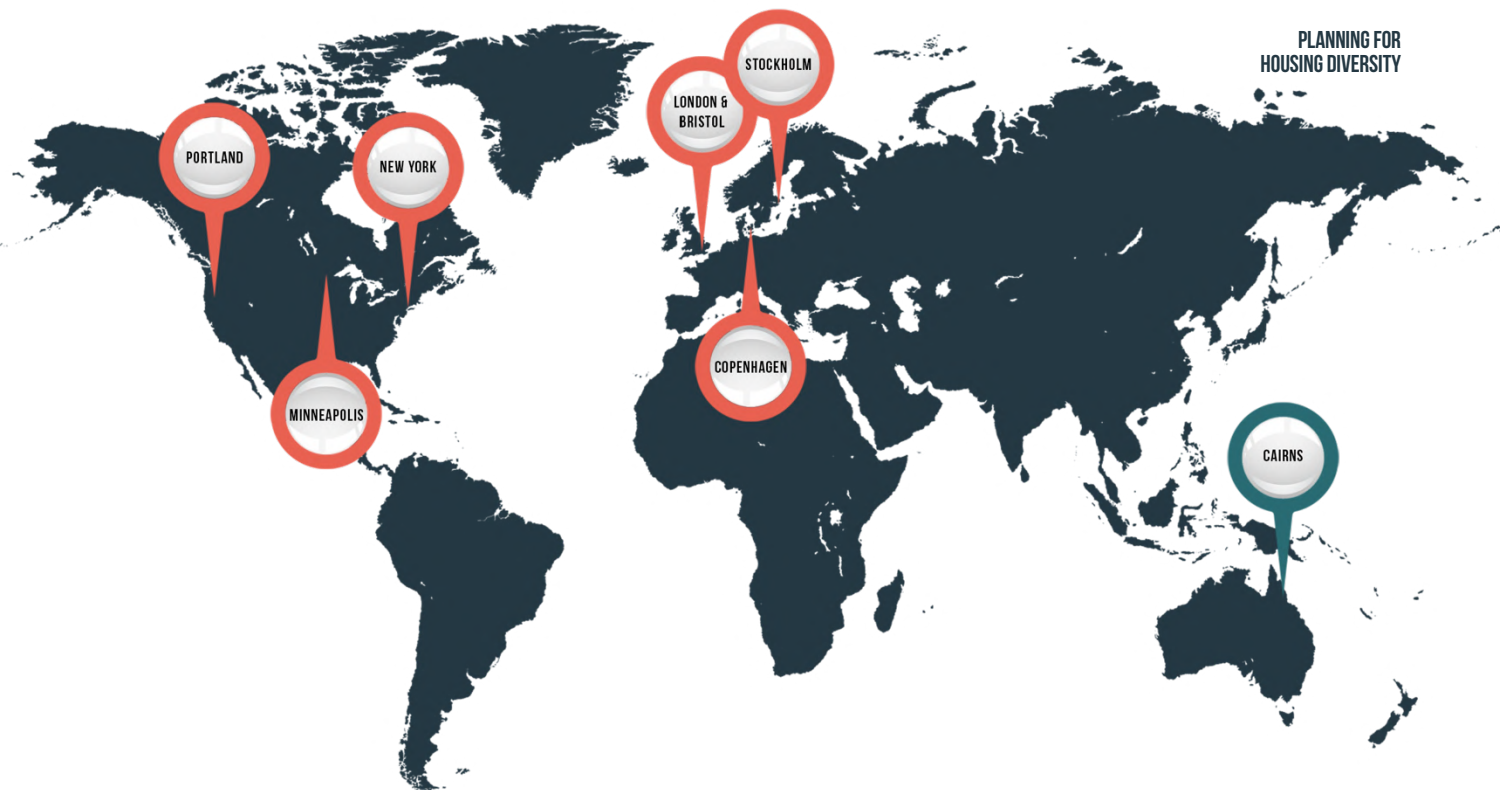 PLANNING FOR
HOUSING DIVERSITY
STOCKHOLM
LONDON &
BRISTOL
PORTLAND
NEW YORK
COPENHAGEN
MINNEAPOLIS
CAIRNS